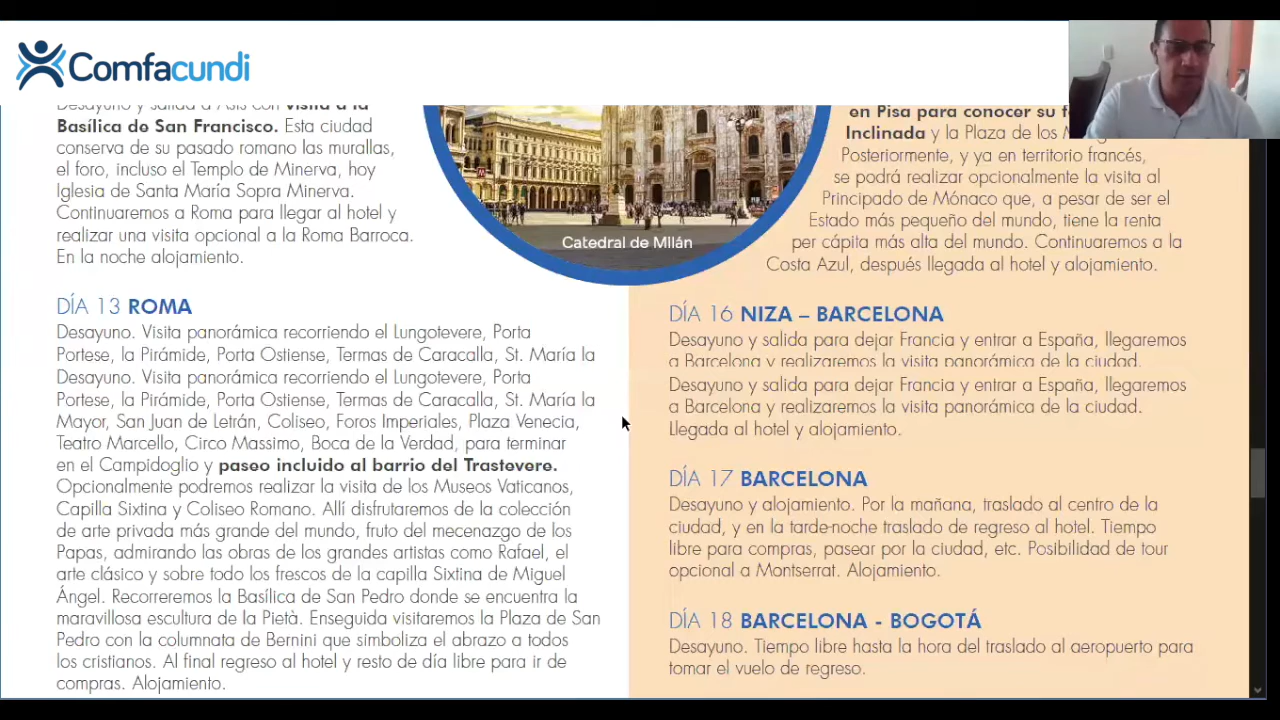 Comfacundi
Desayuno y salida a Asís con visita a la
Basílica de San Francisco. Esta ciudad
conserva de su pasado romano las murallas,
el foro, incluso el Templo de Minerva, hoy
Iglesia de Santa María Sopra Minerva.
Continuaremos a Roma para llegar al hotel y
realizar una visita opcional a la Roma Barroca.
En la noche alojamiento.
DÍA 13 ROMA
Desayuno. Visita panorámica recorriendo el Lungotevere, Porta
Portese, la Pirámide, Porta Ostiense, Termas de Caracalla, St. María la
Desayuno. Visita panorámica recorriendo el Lungotevere, Porta
Portese, la Pirámide, Porta Ostiense, Termas de Caracalla, St. María la
Mayor, San Juan de Letrán, Coliseo, Foros Imperiales, Plaza Venecia,
Teatro Marcello, Circo Massimo, Boca de la Verdad, para terminar
en el Campidoglio y paseo incluido al barrio del Trastevere.
Opcionalmente podremos realizar la visita de los Museos Vaticanos,
Capilla Sixtina y Coliseo Romano. Allí disfrutaremos de la colección
de arte privada más grande del mundo, fruto del mecenazgo de los
Papas, admirando las obras de los grandes artistas como Rafael, el
arte clásico y sobre todo los frescos de la capilla Sixtina de Miguel
Ángel. Recorreremos la Basílica de San Pedro donde se encuentra la
maravillosa escultura de la Pietà. Enseguida visitaremos la Plaza de San
Pedro con la columnata de Bernini que simboliza el abrazo a todos
los cristianos. Al final regreso al hotel y resto de día libre para ir de
compras. Alojamiento.
Catedral de Milán
en Pisa para conocer su
Inclinada y la Plaza de los
Posteriormente, y ya en territorio francés,
se podrá realizar opcionalmente la visita al
Principado de Mónaco que, a pesar de ser el
Estado más pequeño del mundo, tiene la renta
per cápita más alta del mundo. Continuaremos a la
Costa Azul, después llegada al hotel y alojamiento.
DÍA 16 NIZA – BARCELONA
Desayuno y salida para dejar Francia y entrar a España, llegaremos
a Barcelona y realizaremos la visita panorámica de la ciudad.
Desayuno y salida para dejar Francia y entrar a España, llegaremos
a Barcelona y realizaremos la visita panorámica de la ciudad.
Llegada al hotel y alojamiento.
DÍA 17 BARCELONA
Desayuno y alojamiento. Por la mañana, traslado al centro de la
ciudad, y en la tarde-noche traslado de regreso al hotel. Tiempo
libre para compras, pasear por la ciudad, etc. Posibilidad de tour
opcional a Montserrat. Alojamiento.
DÍA 18 BARCELONA - BOGOTÁ
Desayuno. Tiempo libre hasta la hora del traslado al aeropuerto para
tomar el vuelo de regreso.